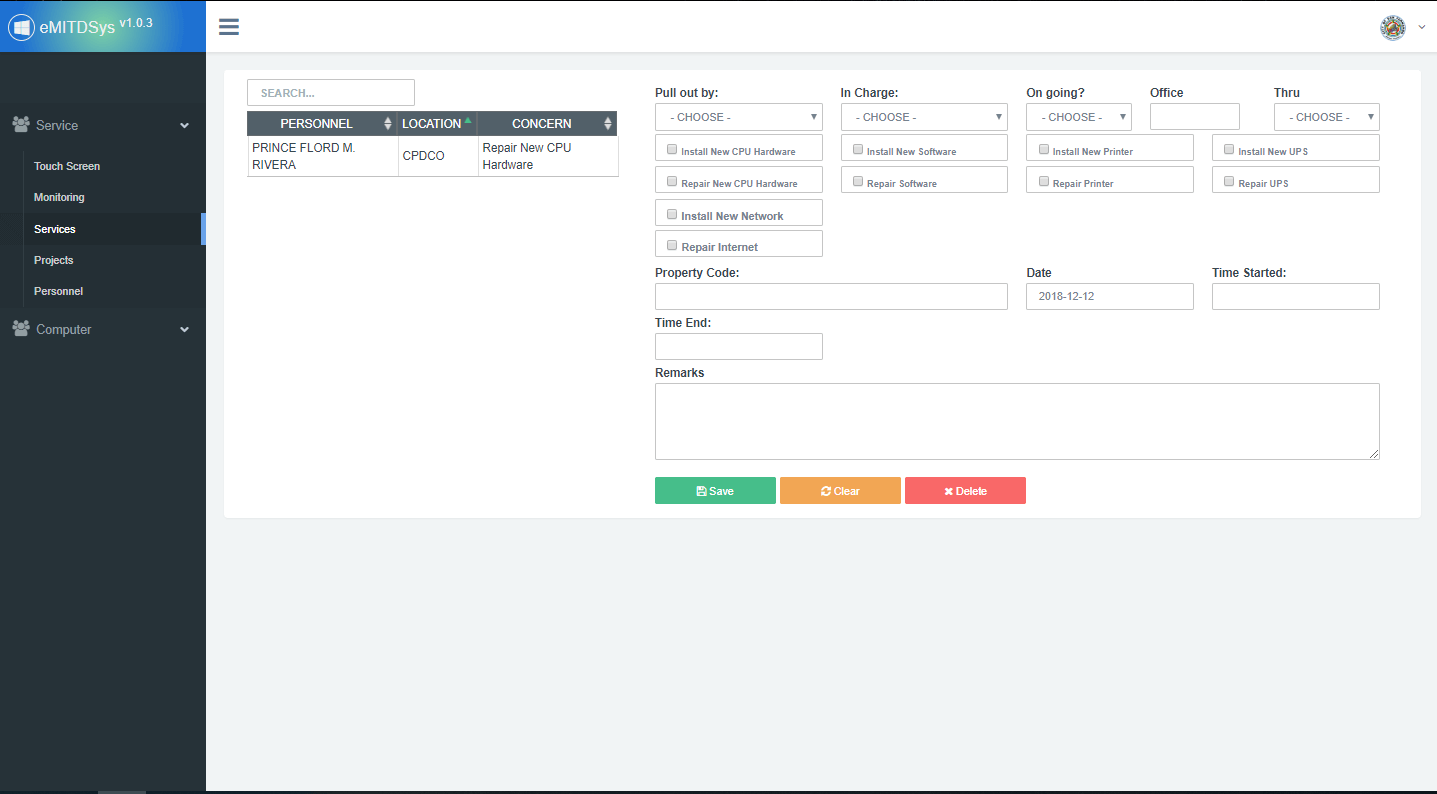 eMITDSys v1.0.3
Service
Touch Screen
Monitoring
Services
Projects
Personnel
Computer
SEARCH...
PERSONNEL LOCATION CONCERN
PRINCE FLORD M.
RIVERA
CPDCO
Repair New CPU
Hardware
Pull out by: In Charge: On going? Office Thru
- CHOOSE - - CHOOSE - - CHOOSE - - CHOOSE -
Install New CPU Hardware Install New Software Install New Printer Install New UPS
Repair New CPU Hardware Repair Software Repair Printer Repair UPS
Install New Network
Repair Internet
Property Code: Date Time Started:
2018-12-12
Time End:
Remarks
Save Clear Delete